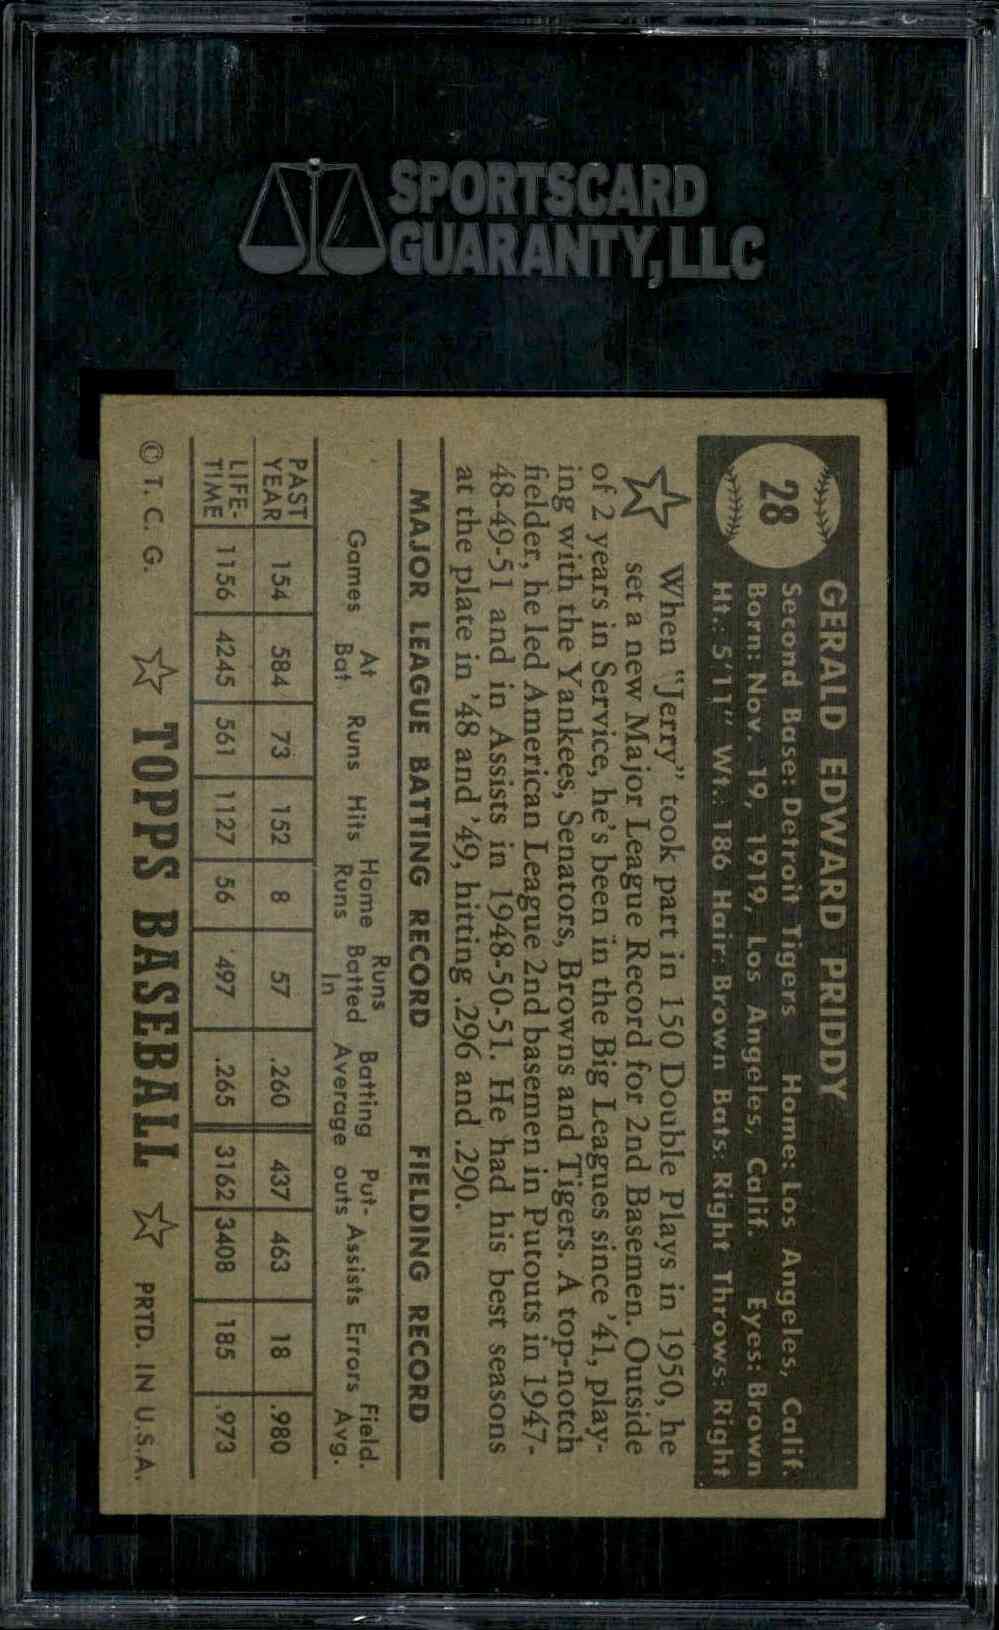 SPORTSCARD
GUARANTY, LLC
28
GERALD EDWARD PRIDDY
Second Base: Detroit Tigers Home: Los Angeles, Calif.
Born: Nov. 19, 1919, Los Angeles, Calif. Eyes: Brown
Ht.: 5'11" Wt.: 186 Hair: Brown Bats: Right Throws: Right
When "Jerry" took part in 150 Double Plays in 1950, he
set a new Major League Record for 2nd Basemen. Outside
of 2 years in Service, he's been in the Big Leagues since '41, play-
ing with the Yankees, Senators, Browns and Tigers. A top-notch
fielder, he led American League 2nd basemen in Putouts in 1947-
48-49-51 and in Assists in 1948-50-51. He had his best seasons
at the plate in '48 and '49, hitting .296 and .290.
MAJOR LEAGUE BATTING RECORD FIELDING RECORD
Games At Bat Runs Hits Home Runs Runs Batted In Batting Average Put-outs Assists Errors Field. Avg.
PAST YEAR 154 584 73 152 8 57 .260 437 463 18 .980
LIFE-TIME 1156 4245 561 1127 56 497 .265 3162 3408 185 .973
© T. C. G. TOPPS BASEBALL PRTD. IN U.S.A.